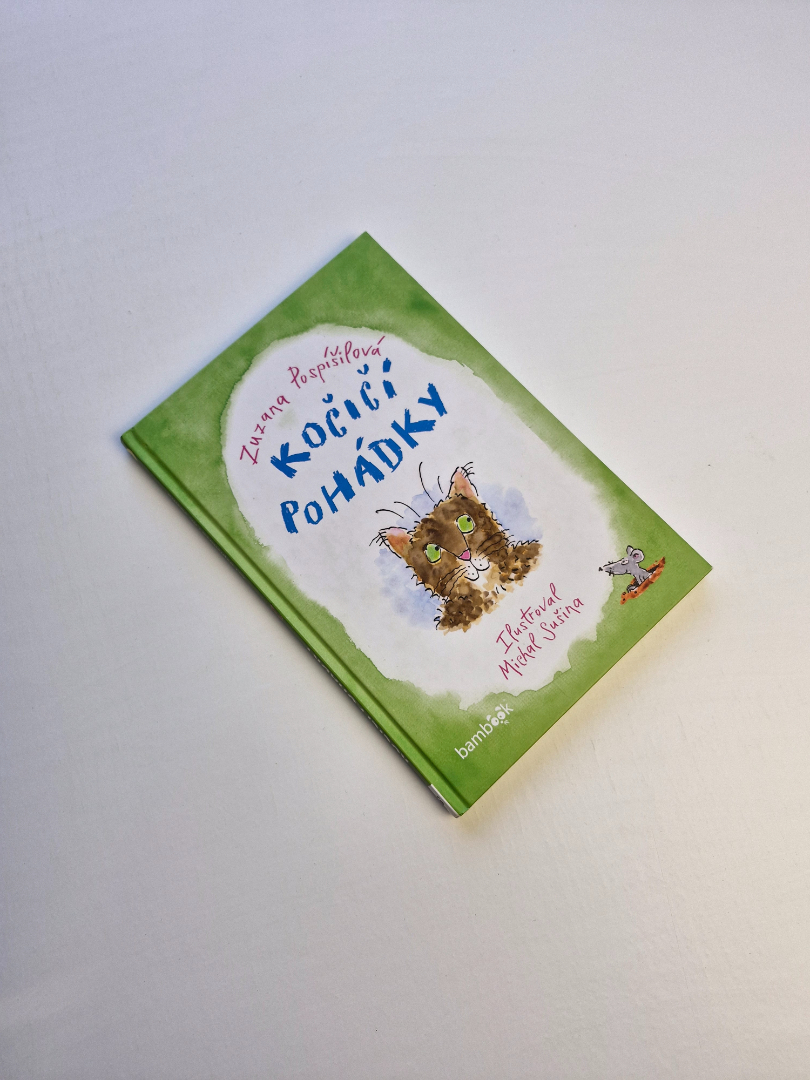 Zuzana Pospíšilová
KOČIČÍ
POHÁDKY
Ilustroval
Michal Sušina
bambook